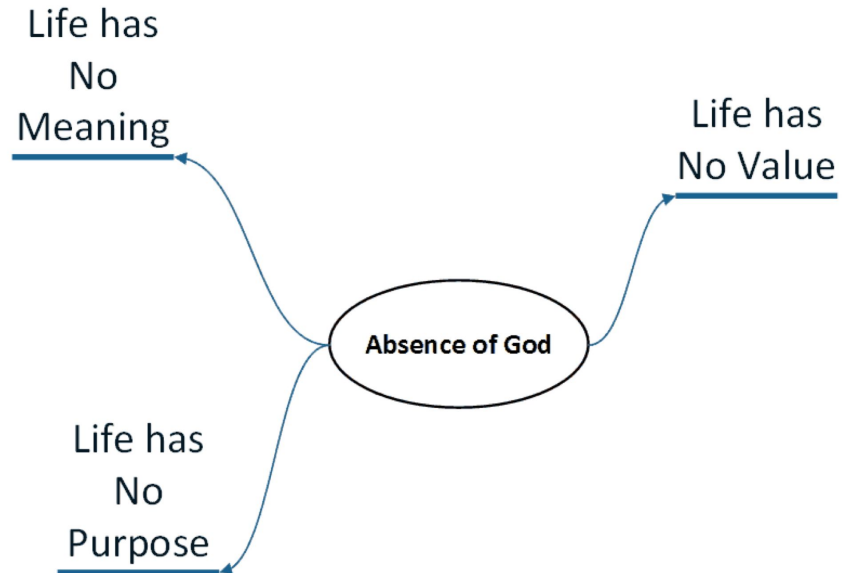 Life has
No
Meaning
Life has
No Value
Absence of God
Life has
No
Purpose